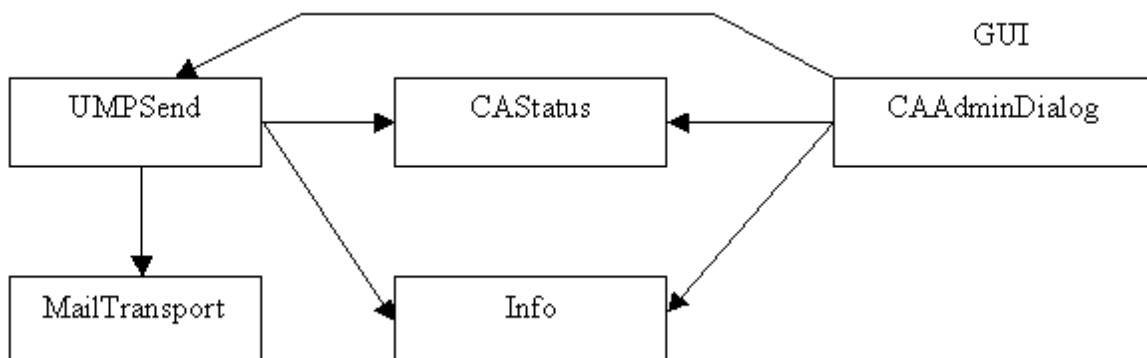 GUI
UMPSend
CAStatus
CAAdminDialog
MailTransport
Info